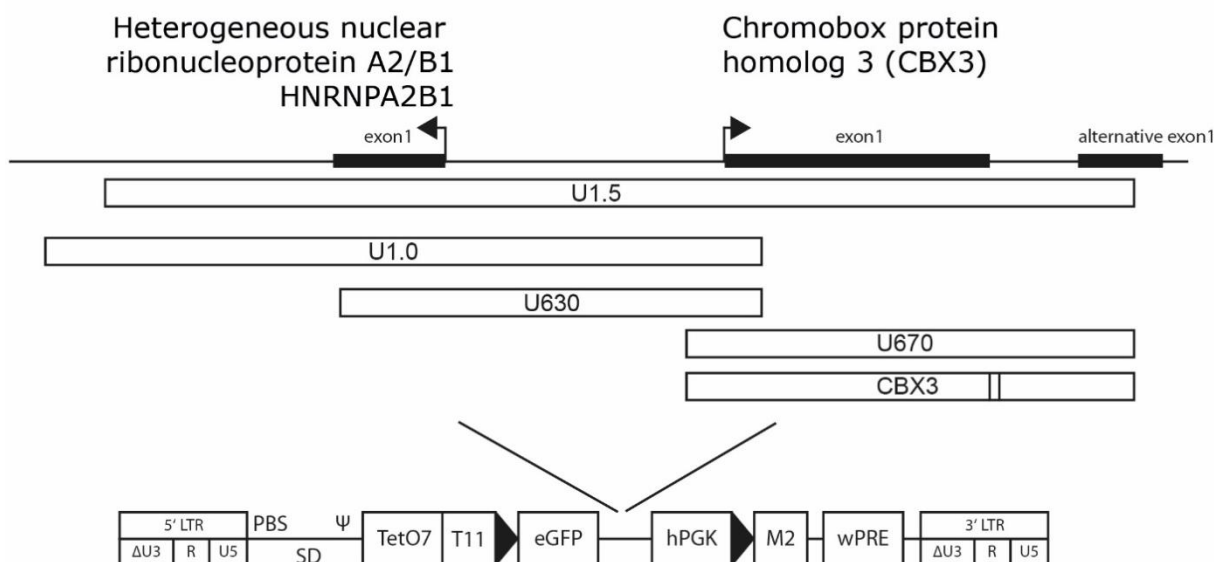 Heterogeneous nuclear
ribonucleoprotein A2/B1
HNRNPA2B1
Chromobox protein
homolog 3 (CBX3)
exon1
exon1
alternative exon1
U1.5
U1.0
U630
U670
CBX3
5' LTR
ΔU3 R U5
PBS Ψ
SD
TetO7 T11 eGFP hPGK M2 wPRE
3' LTR
ΔU3 R U5